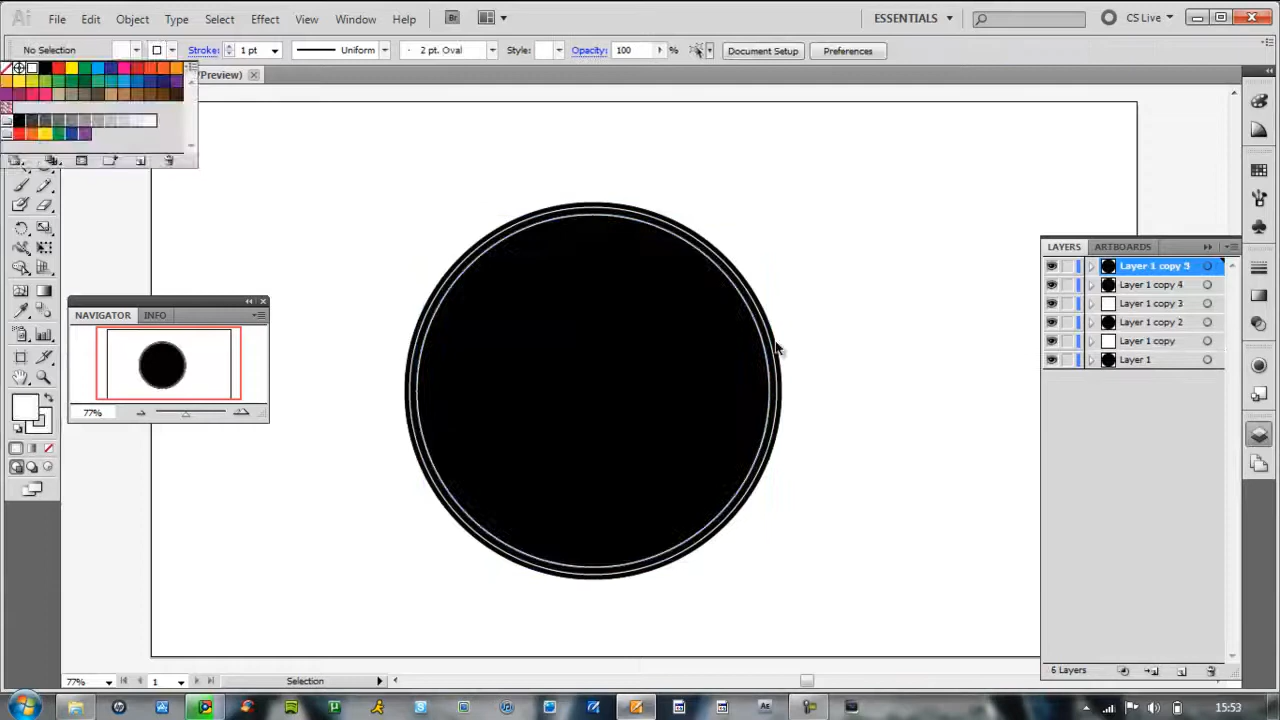 Ai File Edit Object Type Select Effect View Window Help Br ESSENTIALS CS Live
No Selection Stroke: 1 pt Uniform 2 pt. Oval Style: Opacity: 100 % Document Setup Preferences
/Preview)
LAYERS ARTBOARDS
Layer 1 copy 5
Layer 1 copy 4
Layer 1 copy 3
Layer 1 copy 2
Layer 1 copy
Layer 1
NAVIGATOR INFO
77%
6 Layers
77% 1 Selection
Ae
15:53